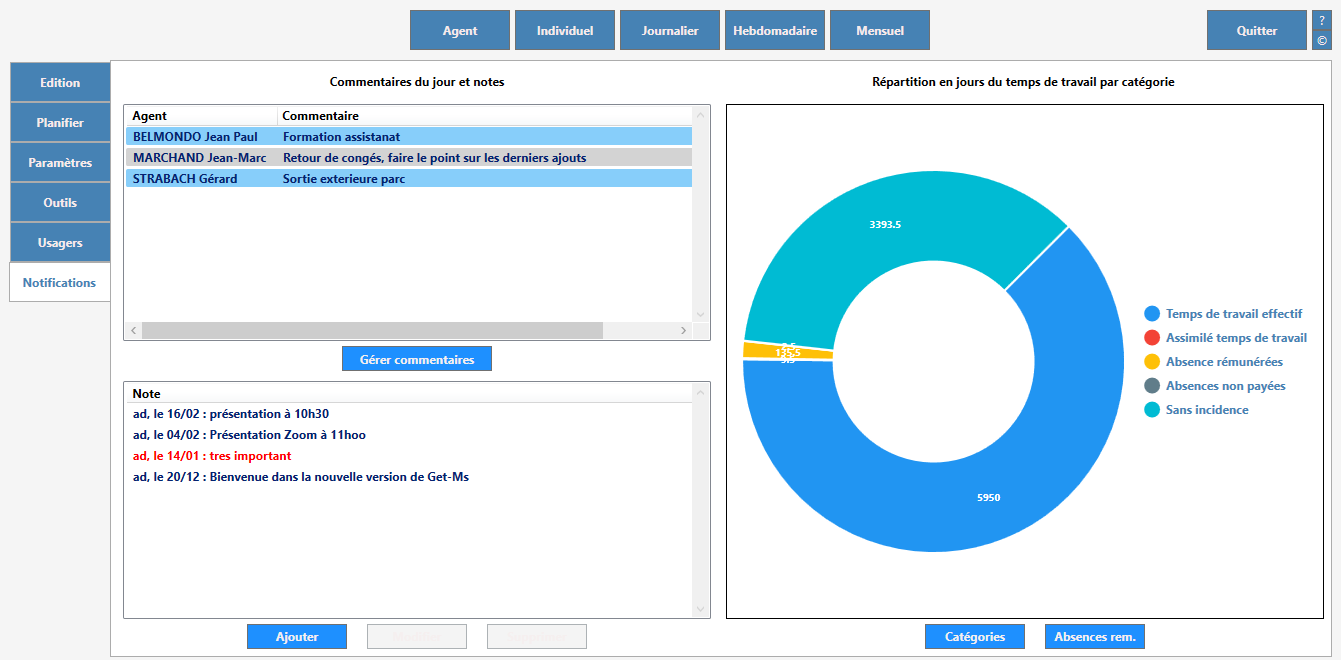 Agent
Individuel
Journalier
Hebdomadaire
Mensuel
Quitter
?
©
Edition
Planifier
Paramètres
Outils
Usagers
Notifications
Commentaires du jour et notes
Agent Commentaire
BELMONDO Jean Paul Formation assistanat
MARCHAND Jean-Marc Retour de congés, faire le point sur les derniers ajouts
STRABACH Gérard Sortie exterieure parc
Gérer commentaires
Note
ad, le 16/02 : présentation à 10h30
ad, le 04/02 : Présentation Zoom à 11hoo
ad, le 14/01 : tres important
ad, le 20/12 : Bienvenue dans la nouvelle version de Get-Ms
Ajouter
Répartition en jours du temps de travail par catégorie
3393.5
135.5
5950
Temps de travail effectif
Assimilé temps de travail
Absence rémunérées
Absences non payées
Sans incidence
Catégories
Absences rem.